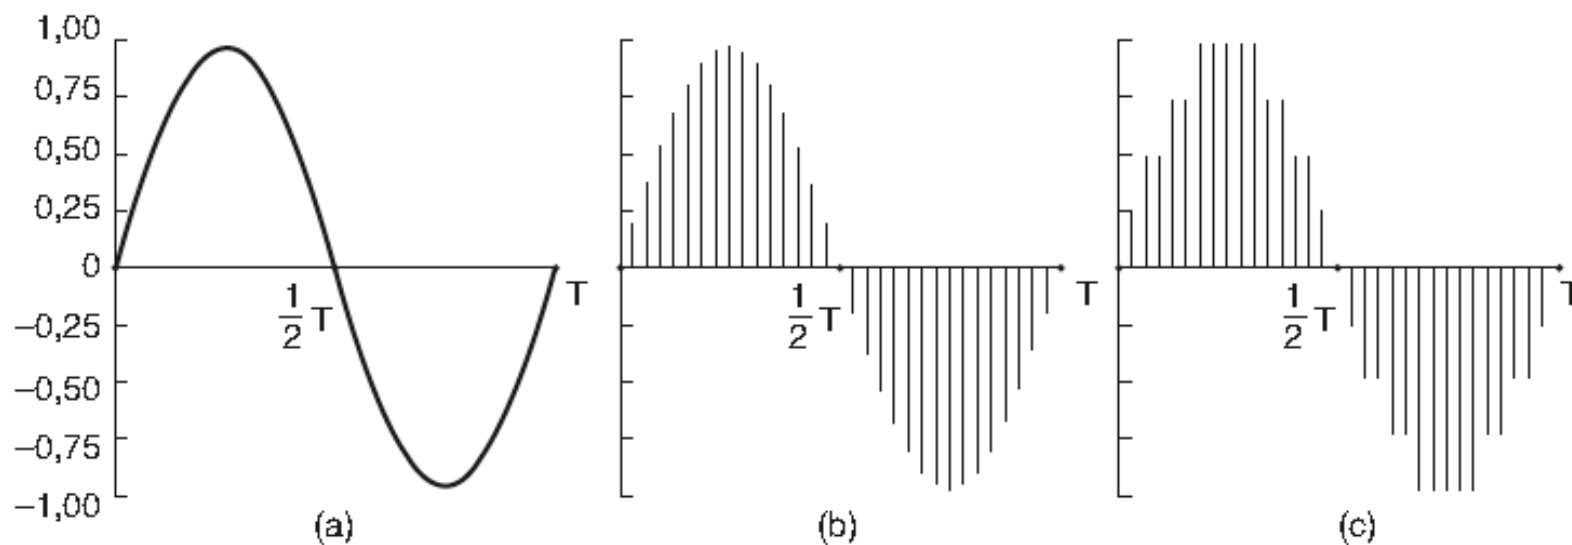 1,00
0,75
0,50
0,25
0
−0,25
−0,50
−0,75
−1,00
1/2 T
T
(a)
1/2 T
T
(b)
1/2 T
T
(c)